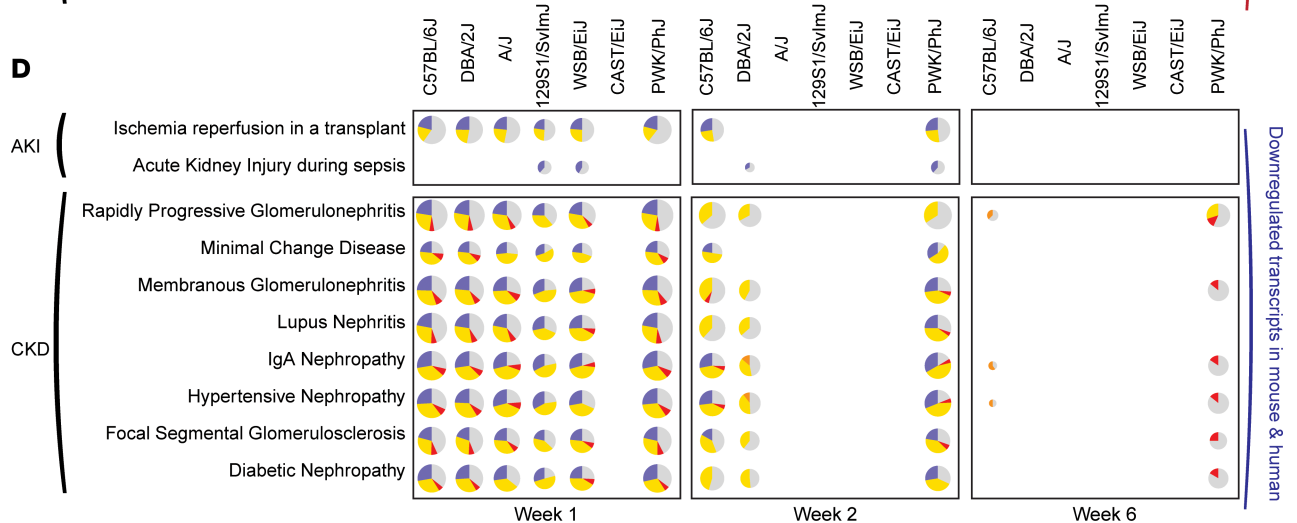 D
C57BL/6J
DBA/2J
A/J
129S1/SvImJ
WSB/EiJ
CAST/EiJ
PWK/PhJ
C57BL/6J
DBA/2J
A/J
129S1/SvImJ
WSB/EiJ
CAST/EiJ
PWK/PhJ
C57BL/6J
DBA/2J
A/J
129S1/SvImJ
WSB/EiJ
CAST/EiJ
PWK/PhJ
AKI
Ischemia reperfusion in a transplant
Acute Kidney Injury during sepsis
CKD
Rapidly Progressive Glomerulonephritis
Minimal Change Disease
Membranous Glomerulonephritis
Lupus Nephritis
IgA Nephropathy
Hypertensive Nephropathy
Focal Segmental Glomerulosclerosis
Diabetic Nephropathy
Week 1
Week 2
Week 6
Downregulated transcripts in mouse & human